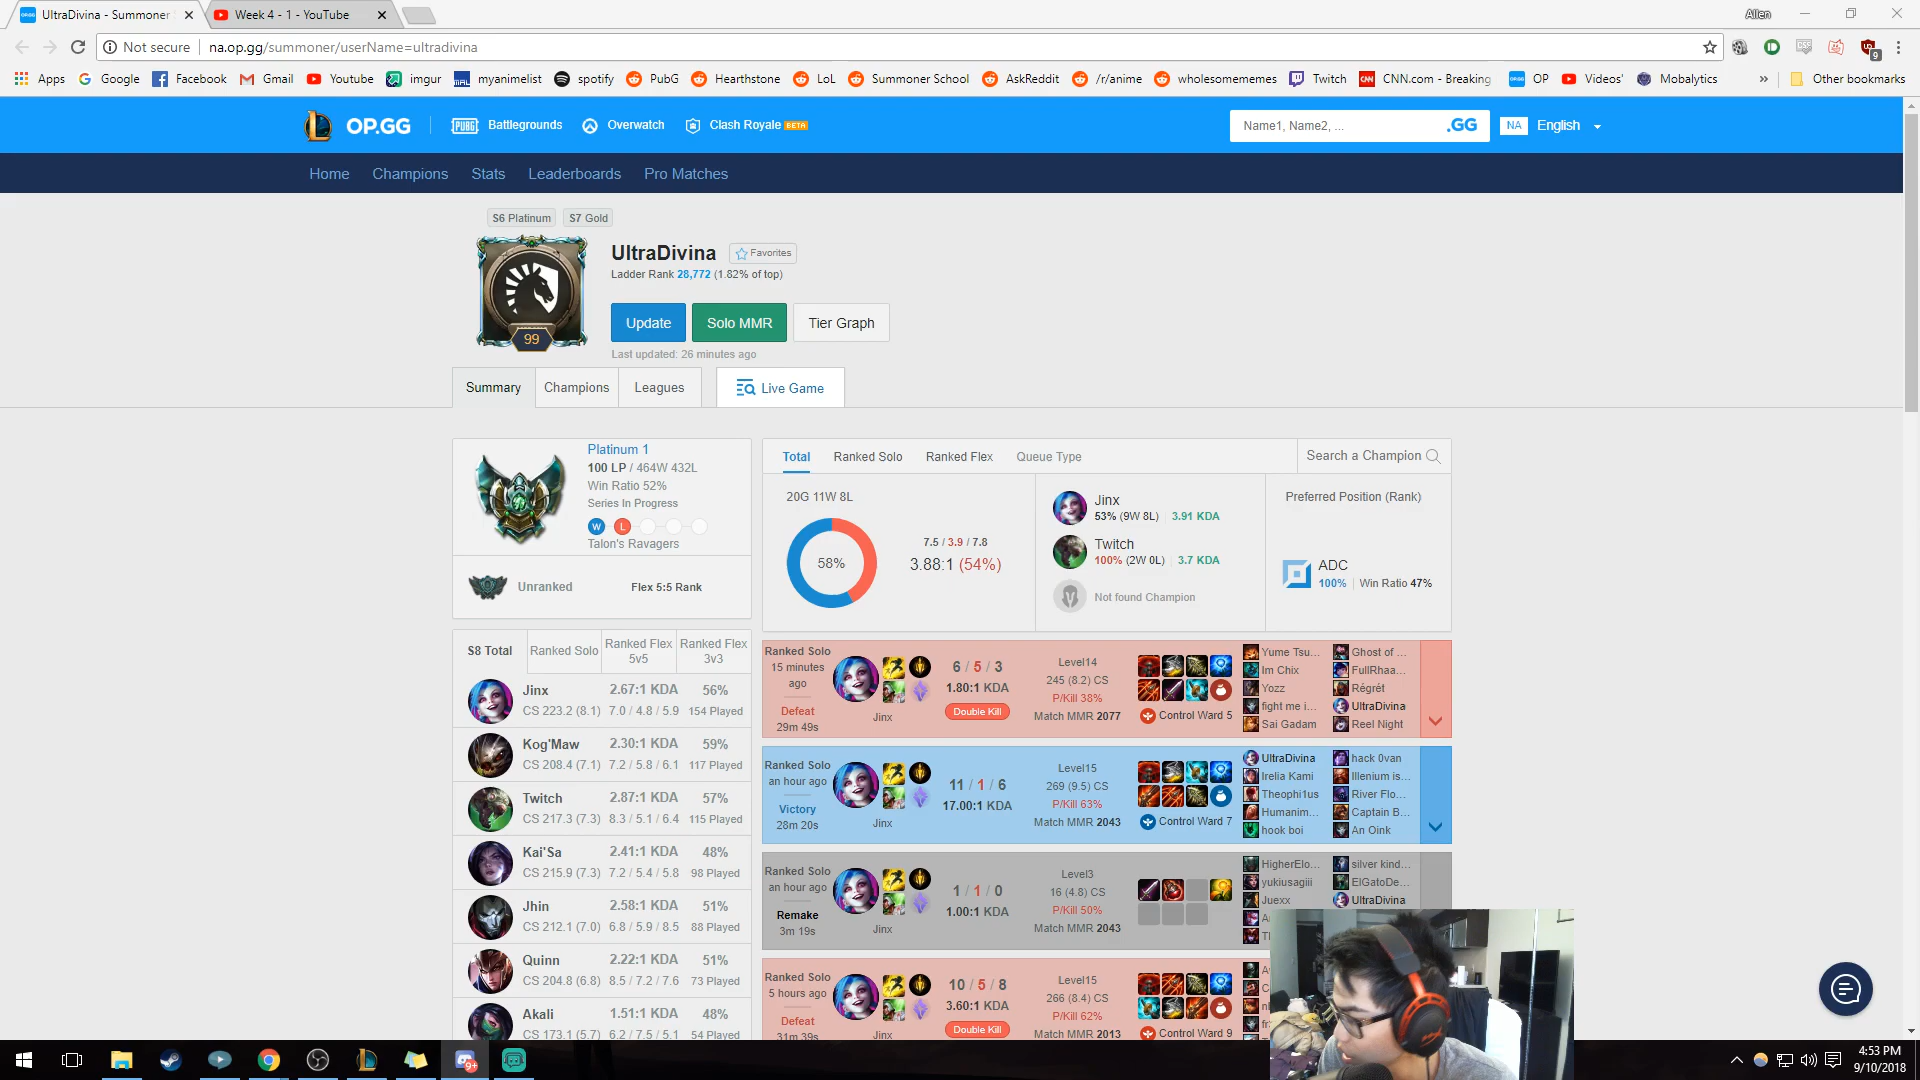 UltraDivina - Summoner
Week 4 - 1 - YouTube
Allen
Not secure
na.op.gg/summoner/userName=ultradivina
9
Apps
Google
Facebook
Gmail
Youtube
imgur
myanimelist
spotify
PubG
Hearthstone
LoL
Summoner School
AskReddit
/r/anime
wholesomememes
Twitch
CNN.com - Breaking
OP
Videos'
Mobalytics
»
Other bookmarks
OP.GG
PUBG
Battlegrounds
Overwatch
Clash Royale BETA
Name1, Name2, ...
.GG
NA
English
Home
Champions
Stats
Leaderboards
Pro Matches
S6 Platinum
S7 Gold
UltraDivina
Favorites
Ladder Rank 28,772 (1.82% of top)
99
Update
Solo MMR
Tier Graph
Last updated: 26 minutes ago
Summary
Champions
Leagues
Live Game
Platinum 1
100 LP / 464W 432L
Win Ratio 52%
Series In Progress
W
L
Talon's Ravagers
Unranked
Flex 5:5 Rank
Total
Ranked Solo
Ranked Flex
Queue Type
Search a Champion
20G 11W 8L
58%
7.5 / 3.9 / 7.8
3.88:1 (54%)
Jinx
53% (9W 8L)
3.91 KDA
Twitch
100% (2W 0L)
3.7 KDA
Not found Champion
Preferred Position (Rank)
ADC
100%
Win Ratio 47%
S8 Total
Ranked Solo
Ranked Flex
5v5
Ranked Flex
3v3
Jinx
2.67:1 KDA
56%
CS 223.2 (8.1)
7.0 / 4.8 / 5.9
154 Played
Kog'Maw
2.30:1 KDA
59%
CS 208.4 (7.1)
7.2 / 5.8 / 6.1
117 Played
Twitch
2.87:1 KDA
57%
CS 217.3 (7.3)
8.3 / 5.1 / 6.4
115 Played
Kai'Sa
2.41:1 KDA
48%
CS 215.9 (7.3)
7.2 / 5.4 / 5.8
98 Played
Jhin
2.58:1 KDA
51%
CS 212.1 (7.0)
6.8 / 5.9 / 8.5
88 Played
Quinn
2.22:1 KDA
51%
CS 204.8 (6.8)
8.5 / 7.2 / 7.6
73 Played
Akali
1.51:1 KDA
48%
CS 173.1 (5.7)
6.2 / 7.5 / 5.1
54 Played
Ranked Solo
15 minutes
ago
Defeat
29m 49s
Jinx
6 / 5 / 3
1.80:1 KDA
Double Kill
Level14
245 (8.2) CS
P/Kill 38%
Match MMR 2077
Control Ward 5
Yume Tsu...
Im Chix
Yozz
fight me i...
Sai Gadam
Ghost of ...
FullRhaa...
Régrét
UltraDivina
Reel Night
Ranked Solo
an hour ago
Victory
28m 20s
Jinx
11 / 1 / 6
17.00:1 KDA
Level15
269 (9.5) CS
P/Kill 63%
Match MMR 2043
Control Ward 7
UltraDivina
Irelia Kami
Theophi1us
Humanim...
hook boi
hack 0van
Illenium is...
River Flo...
Captain B...
An Oink
Ranked Solo
an hour ago
Remake
3m 19s
Jinx
1 / 1 / 0
1.00:1 KDA
Level3
16 (4.8) CS
P/Kill 50%
Match MMR 2043
HigherElo...
yukiusagiii
Juexx
silver kind...
ElGatoDe...
UltraDivina
Ranked Solo
5 hours ago
Defeat
31m 39s
Jinx
10 / 5 / 8
3.60:1 KDA
Double Kill
Level15
266 (8.4) CS
P/Kill 62%
Match MMR 2013
Control Ward 9
4:53 PM
9/10/2018